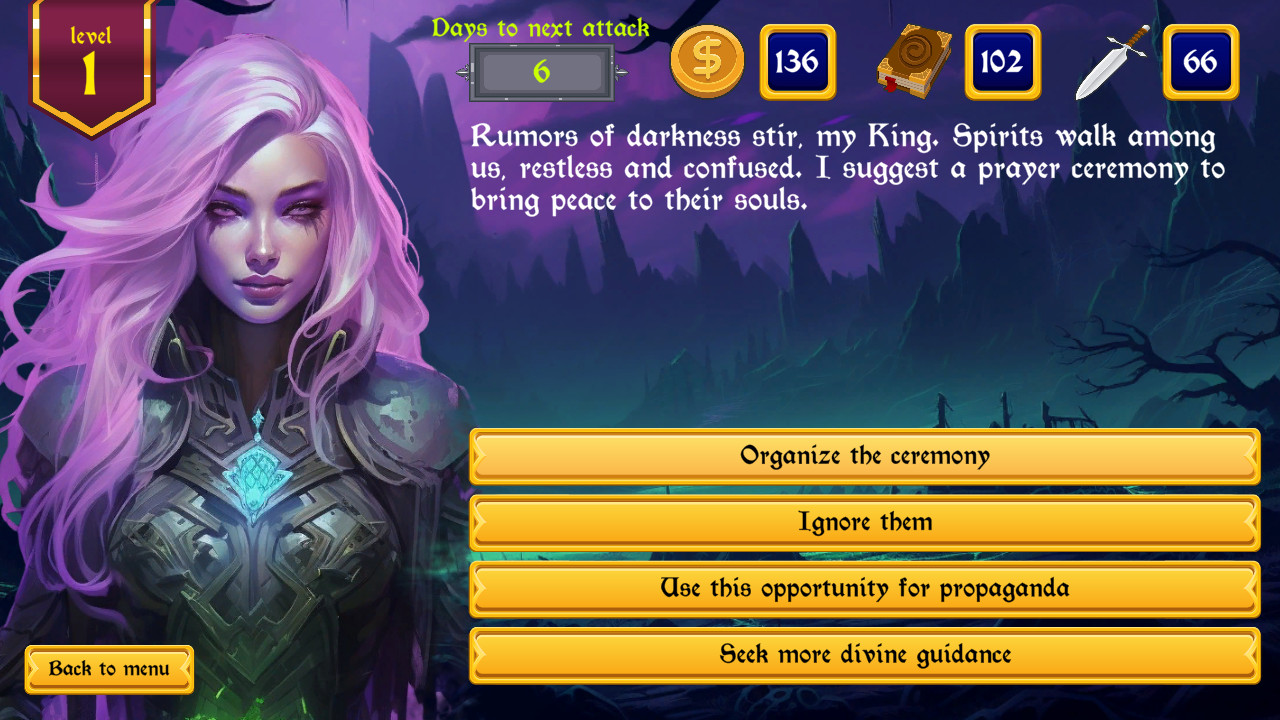 level
1
Days to next attack
6
$
136
102
66
Rumors of darkness stir, my King. Spirits walk among
us, restless and confused. I suggest a prayer ceremony to
bring peace to their souls.
Organize the ceremony
Ignore them
Use this opportunity for propaganda
Seek more divine guidance
Back to menu